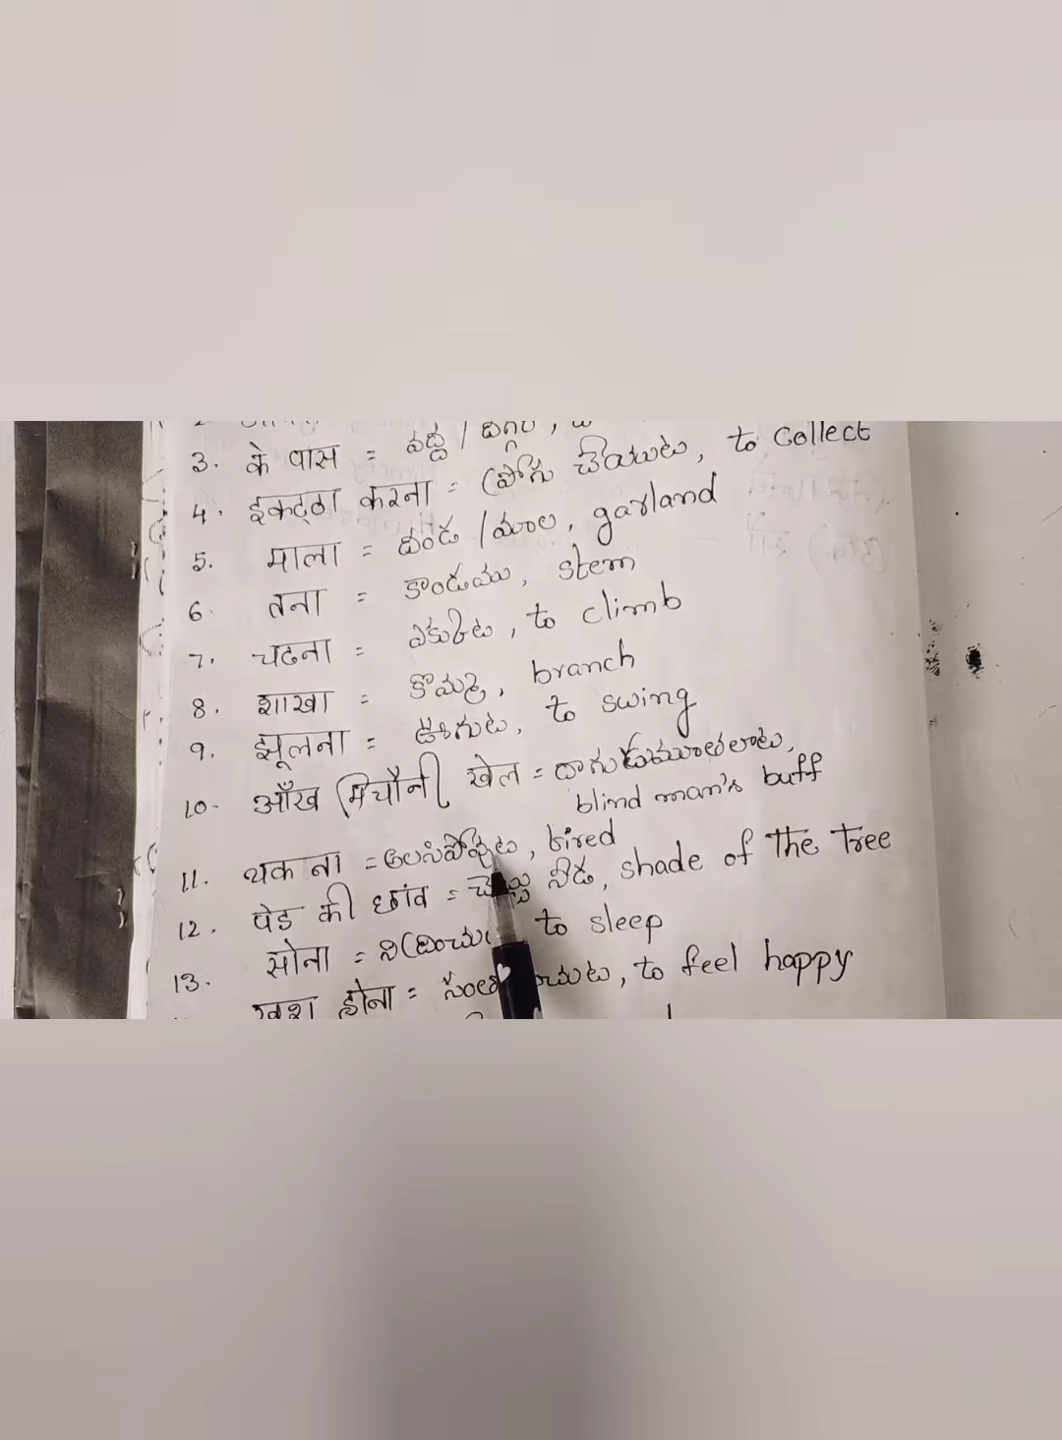 3. के पास = వద్ద / దగ్గర,
4. इकट्ठा करना = ప్రోగు చేయుట, to collect
5. माला = దండ / మాల, garland
6. तना = కాండము, stem
7. चढना = ఎక్కుట, to climb
8. शाखा = కొమ్మ, branch
9. झूलना = ఊగుట, to swing
10. आँख मिचौनी खेल = దాగుడుమూతలాట,
blind man's buff
11. थकना = అలసిపోవుట, tired
12. पेड की छांव = చెట్టు నీడ, shade of the tree
13. सोना = to sleep
खुश होना = to feel happy